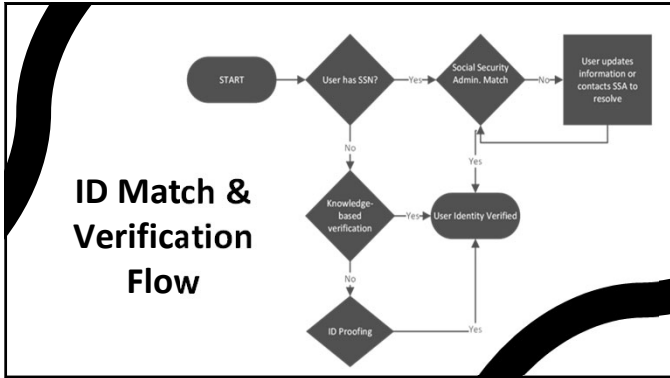 START
User has SSN?
Yes
Social Security
Admin. Match
No
User updates
information or
contacts SSA to
resolve
No
Yes
ID Match &
Verification
Flow
Knowledge-
based
verification
Yes
User Identity Verified
No
ID Proofing
Yes